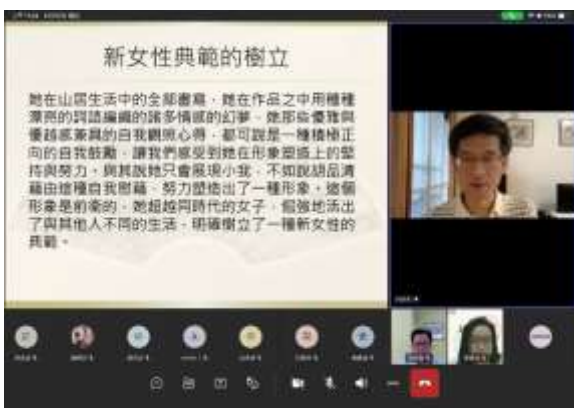 新女性典範的樹立
她在山居生活中的全部書寫，她在作品之中用種種
漂亮的詞語編織的諸多情感的幻夢，她那些優雅與
優越感兼具的自我觀照心得，都可說是一種積極正
向的自我鼓勵，讓我們感受到她在形象塑造上的堅
持與努力。與其說她只會展現小我，不如說胡品清
藉由這種自我慰藉，努力塑造出了一種形象，這個
形象是前衛的，她超越同時代的女子，倔強地活出
了與其他人不同的生活，明確樹立了一種新女性的
典範。